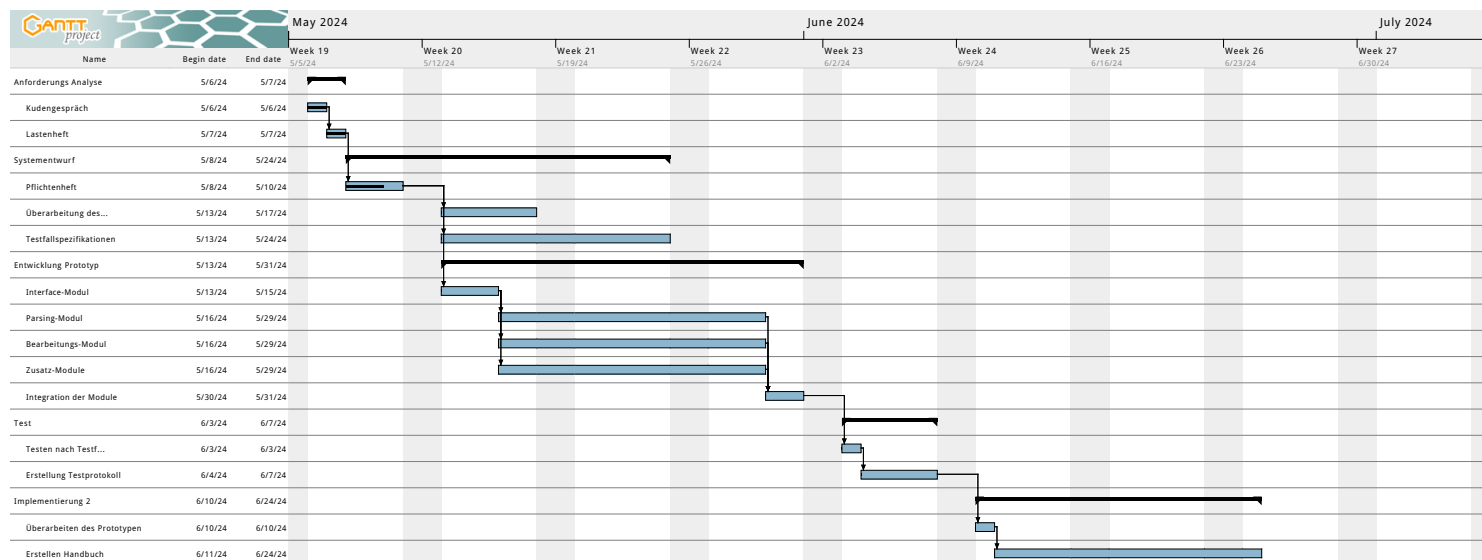 GANTT project
May 2024 June 2024 July 2024
Week 19 Week 20 Week 21 Week 22 Week 23 Week 24 Week 25 Week 26 Week 27
Name Begin date End date 5/5/24 5/12/24 5/19/24 5/26/24 6/2/24 6/9/24 6/16/24 6/23/24 6/30/24
Anforderungs Analyse 5/6/24 5/7/24
Kudengespräch 5/6/24 5/6/24
Lastenheft 5/7/24 5/7/24
Systementwurf 5/8/24 5/24/24
Pflichtenheft 5/8/24 5/10/24
Überarbeitung des... 5/13/24 5/17/24
Testfallspezifikationen 5/13/24 5/24/24
Entwicklung Prototyp 5/13/24 5/31/24
Interface-Modul 5/13/24 5/15/24
Parsing-Modul 5/16/24 5/29/24
Bearbeitungs-Modul 5/16/24 5/29/24
Zusatz-Module 5/16/24 5/29/24
Integration der Module 5/30/24 5/31/24
Test 6/3/24 6/7/24
Testen nach Testf... 6/3/24 6/3/24
Erstellung Testprotokoll 6/4/24 6/7/24
Implementierung 2 6/10/24 6/24/24
Überarbeiten des Prototypen 6/10/24 6/10/24
Erstellen Handbuch 6/11/24 6/24/24